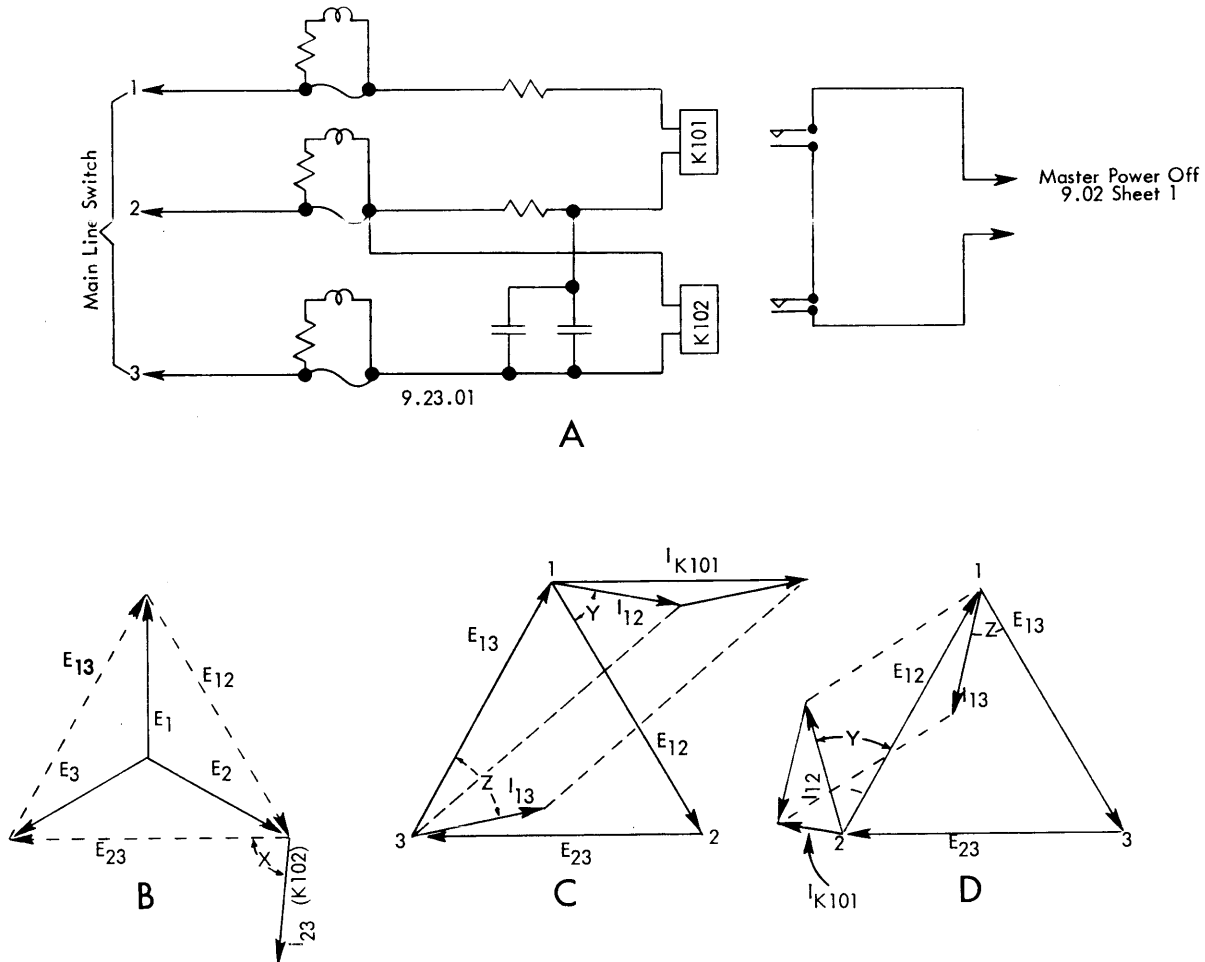 1
2
3
Main Line Switch
K101
K102
Master Power Off
9.02 Sheet 1
9.23.01
A
E13
E12
E1
E3
E2
E23
X
I23 (K102)
B
1
IK101
Y
I12
E13
E12
Z
I13
3
E23
2
C
1
E13
Z
E12
I13
Y
I12
2
E23
3
IK101
D